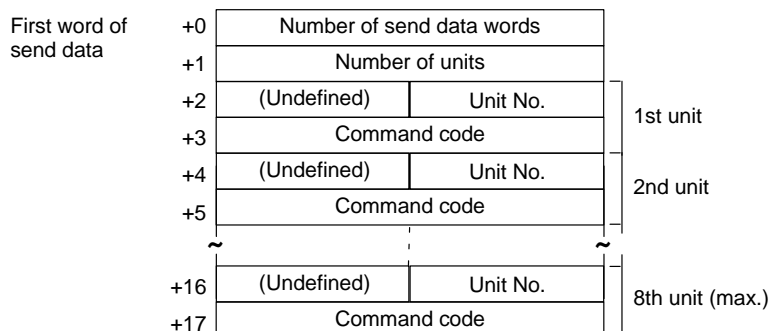 First word of
send data
+0 Number of send data words
+1 Number of units
+2 (Undefined) Unit No.
+3 Command code
1st unit
+4 (Undefined) Unit No.
+5 Command code
2nd unit
~ ~
+16 (Undefined) Unit No.
+17 Command code
8th unit (max.)